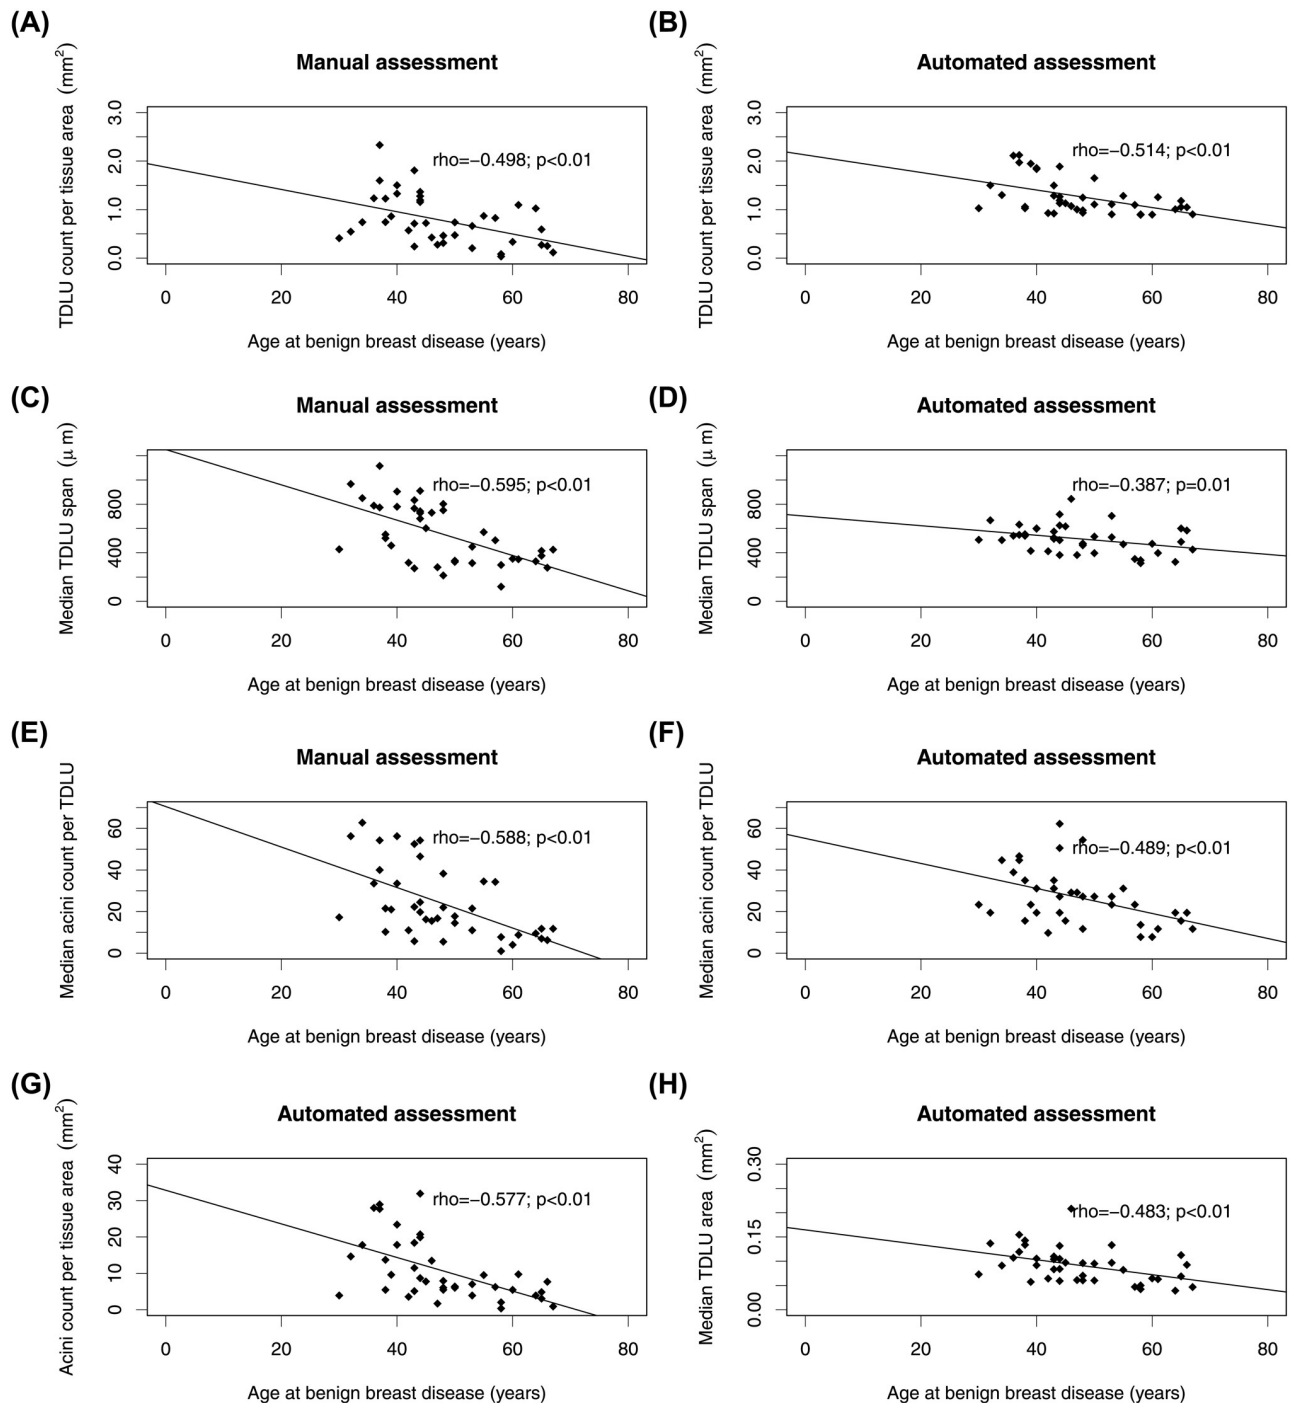 (A)
Manual assessment
TDLU count per tissue area (mm²)
3.0
2.0
1.0
0.0
rho=−0.498; p<0.01
0 20 40 60 80
Age at benign breast disease (years)
(B)
Automated assessment
TDLU count per tissue area (mm²)
3.0
2.0
1.0
0.0
rho=−0.514; p<0.01
0 20 40 60 80
Age at benign breast disease (years)
(C)
Manual assessment
Median TDLU span (μ m)
800
400
0
rho=−0.595; p<0.01
0 20 40 60 80
Age at benign breast disease (years)
(D)
Automated assessment
Median TDLU span (μ m)
800
400
0
rho=−0.387; p=0.01
0 20 40 60 80
Age at benign breast disease (years)
(E)
Manual assessment
Median acini count per TDLU
60
40
20
0
rho=−0.588; p<0.01
0 20 40 60 80
Age at benign breast disease (years)
(F)
Automated assessment
Median acini count per TDLU
60
40
20
0
rho=−0.489; p<0.01
0 20 40 60 80
Age at benign breast disease (years)
(G)
Automated assessment
Acini count per tissue area (mm²)
40
30
20
10
0
rho=−0.577; p<0.01
0 20 40 60 80
Age at benign breast disease (years)
(H)
Automated assessment
Median TDLU area (mm²)
0.30
0.15
0.00
rho=−0.483; p<0.01
0 20 40 60 80
Age at benign breast disease (years)